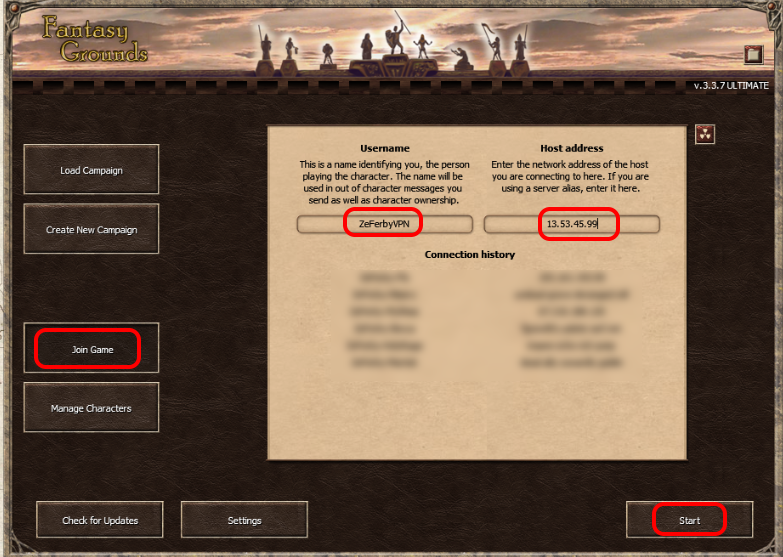 Fantasy
Grounds
v.3.3.7 ULTIMATE
Load Campaign
Create New Campaign
Join Game
Manage Characters
Username
This is a name identifying you, the person
playing the character. The name will be
used in out of character messages you
send as well as character ownership.
ZeFerbyVPN
Host address
Enter the network address of the host
you are connecting to here. If you are
using a server alias, enter it here.
13.53.45.99
Connection history
Check for Updates
Settings
Start